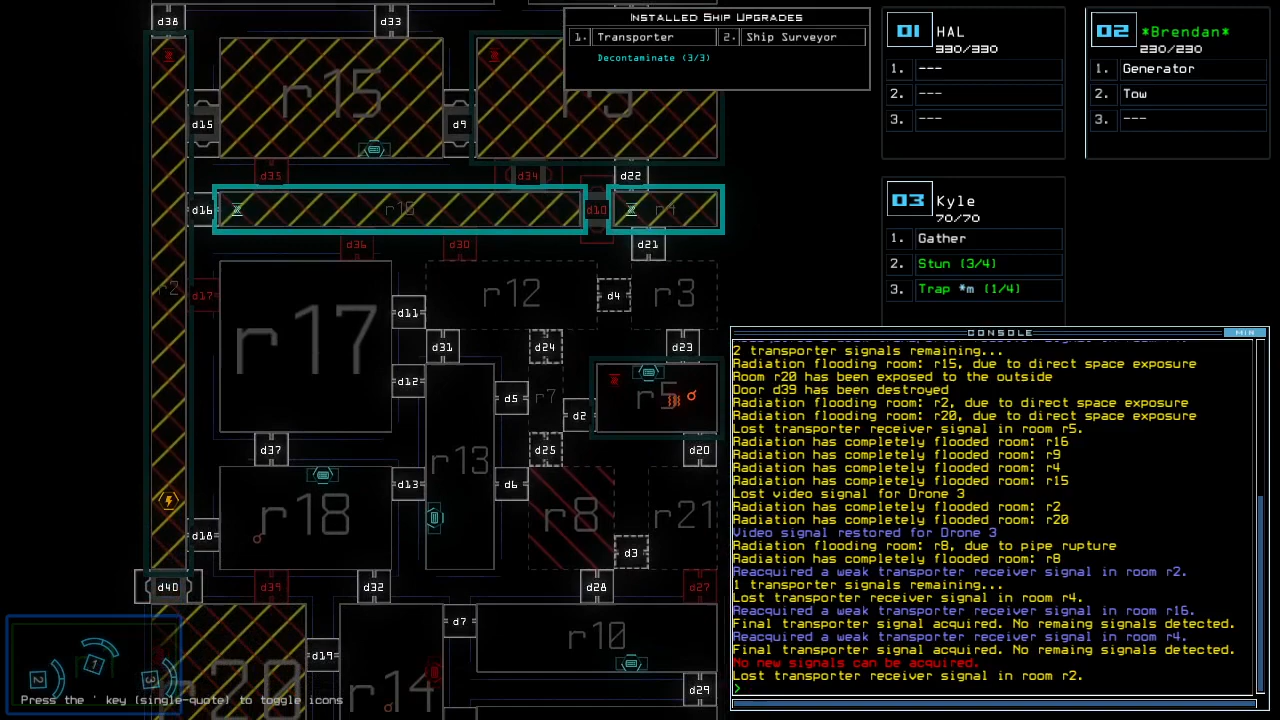 Installed Ship Upgrades
1. Transporter 2. Ship Surveyor
Decontaminate (3/3)
01 HAL
330/330
1. ---
2. ---
3. ---
02 *Brendan*
230/230
1. Generator
2. Tow
3. ---
03 Kyle
70/70
1. Gather
2. Stun (3/4)
3. Trap *m (1/4)
d38
d33
r15
d15
d9
d35
d34
d22
d16
r16
d10
r4
d36
d30
d21
r2
d17
r17
d11
r12
d4
r3
d31
d24
d23
d12
d5
r7
r5
d2
d37
r13
d25
d20
r18
d13
d6
r8
r21
d18
d3
d40
d39
d32
d28
d27
r20
d19
r14
d7
r10
d29
2
1
3
Press the ' key (single-quote) to toggle icons
CONSOLE
MIN
2 transporter signals remaining...
Radiation flooding room: r15, due to direct space exposure
Room r20 has been exposed to the outside
Door d39 has been destroyed
Radiation flooding room: r2, due to direct space exposure
Radiation flooding room: r20, due to direct space exposure
Lost transporter receiver signal in room r5.
Radiation has completely flooded room: r16
Radiation has completely flooded room: r9
Radiation has completely flooded room: r4
Radiation has completely flooded room: r15
Lost video signal for Drone 3
Radiation has completely flooded room: r2
Radiation has completely flooded room: r20
Video signal restored for Drone 3
Radiation flooding room: r8, due to pipe rupture
Radiation has completely flooded room: r8
Reacquired a weak transporter receiver signal in room r2.
1 transporter signals remaining...
Lost transporter receiver signal in room r4.
Reacquired a weak transporter receiver signal in room r16.
Final transporter signal acquired. No remaing signals detected.
Reacquired a weak transporter receiver signal in room r4.
Final transporter signal acquired. No remaing signals detected.
No new signals can be acquired.
Lost transporter receiver signal in room r2.
>